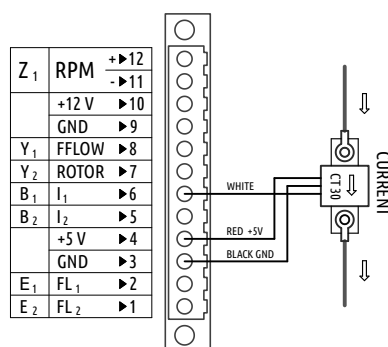 Z₁ RPM +▶12
-▶11
+12 V ▶10
GND ▶9
Y₁ FFLOW ▶8
Y₂ ROTOR ▶7
B₁ I₁ ▶6
B₂ I₂ ▶5
+5 V ▶4
GND ▶3
E₁ FL₁ ▶2
E₂ FL₂ ▶1
WHITE
RED +5V
BLACK GND
CT 30
CURRENT